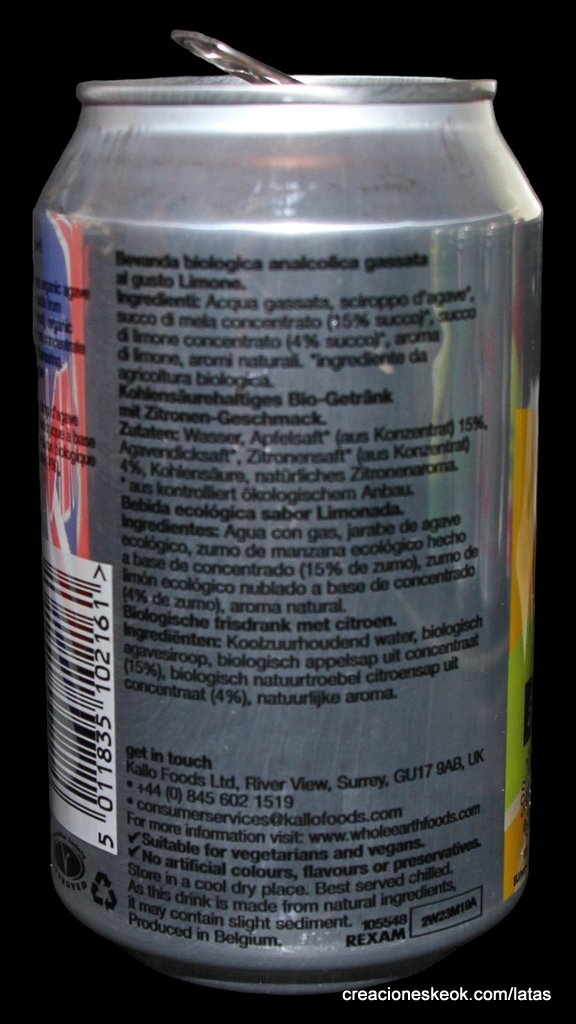 organic agave
from
organic
concentrate
d'agave
à base
biologique
Bevanda biologica analcolica gassata
al gusto Limone.
Ingredienti: Acqua gassata, sciroppo d'agave*,
succo di mela concentrato (15% succo)*, succo
di limone concentrato (4% succo)*, aroma
di limone, aromi naturali. *ingrediente da
agricoltura biologica.
Kohlensäurehaftiges Bio-Getränk
mit Zitronen-Geschmack.
Zutaten: Wasser, Apfelsaft* (aus Konzentrat) 15%,
Agavendicksaft*, Zitronensaft* (aus Konzentrat)
4%, Kohlensäure, natürliches Zitronenaroma.
* aus kontrolliert ökologischem Anbau.
Bebida ecológica sabor Limonada.
Ingredientes: Agua con gas, jarabe de agave
ecológico, zumo de manzana ecológico hecho
a base de concentrado (15% de zumo), zumo de
limón ecológico nublado a base de concentrado
(4% de zumo), aroma natural.
Biologische frisdrank met citroen.
Ingrediënten: Koolzuurhoudend water, biologisch
agavesiroop, biologisch appelsap uit concentraat
(15%), biologisch natuurtroebel citroensap uit
concentraat (4%), natuurlijke aroma.
5 011835 102161 >
get in touch
Kallo Foods Ltd, River View, Surrey, GU17 9AB, UK
• +44 (0) 845 602 1519
• consumerservices@kallofoods.com
For more information visit: www.wholeearthfoods.com
✓Suitable for vegetarians and vegans.
✓No artificial colours, flavours or preservatives.
Store in a cool dry place. Best served chilled.
As this drink is made from natural ingredients,
it may contain slight sediment. 105548
Produced in Belgium. REXAM 2W23M19A
V
creacioneskeok.com/latas